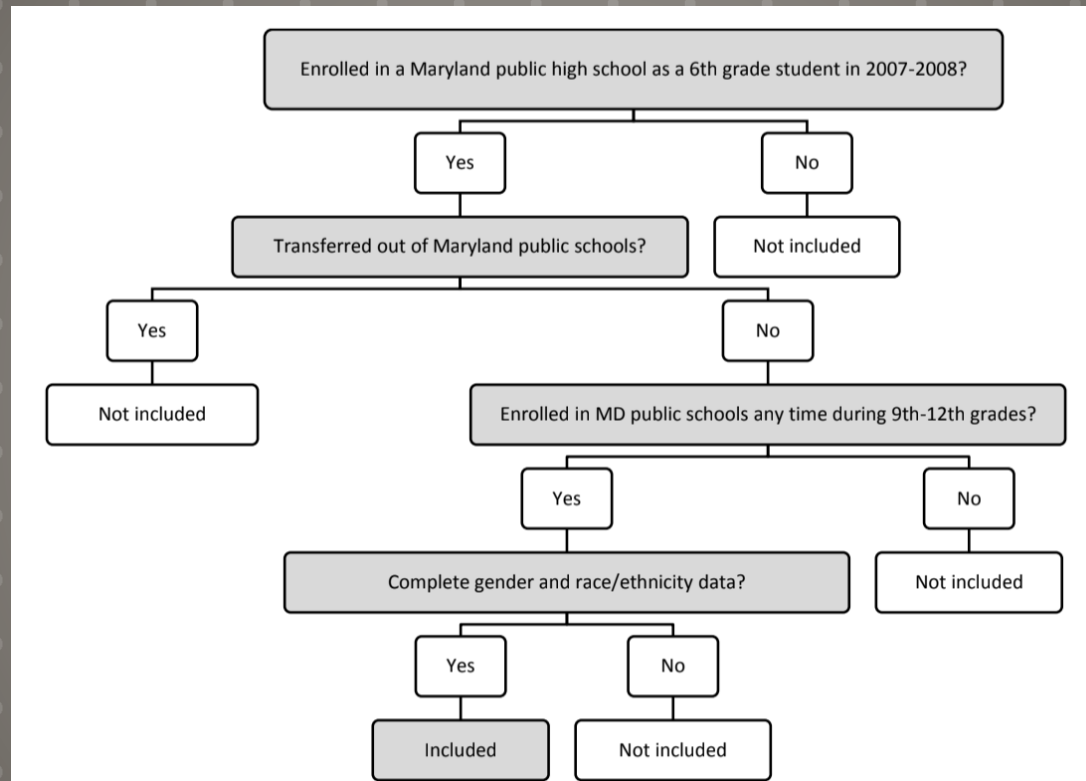 Enrolled in a Maryland public high school as a 6th grade student in 2007-2008?
Yes
No
Transferred out of Maryland public schools?
Not included
Yes
No
Not included
Enrolled in MD public schools any time during 9th-12th grades?
Yes
No
Complete gender and race/ethnicity data?
Not included
Yes
No
Included
Not included